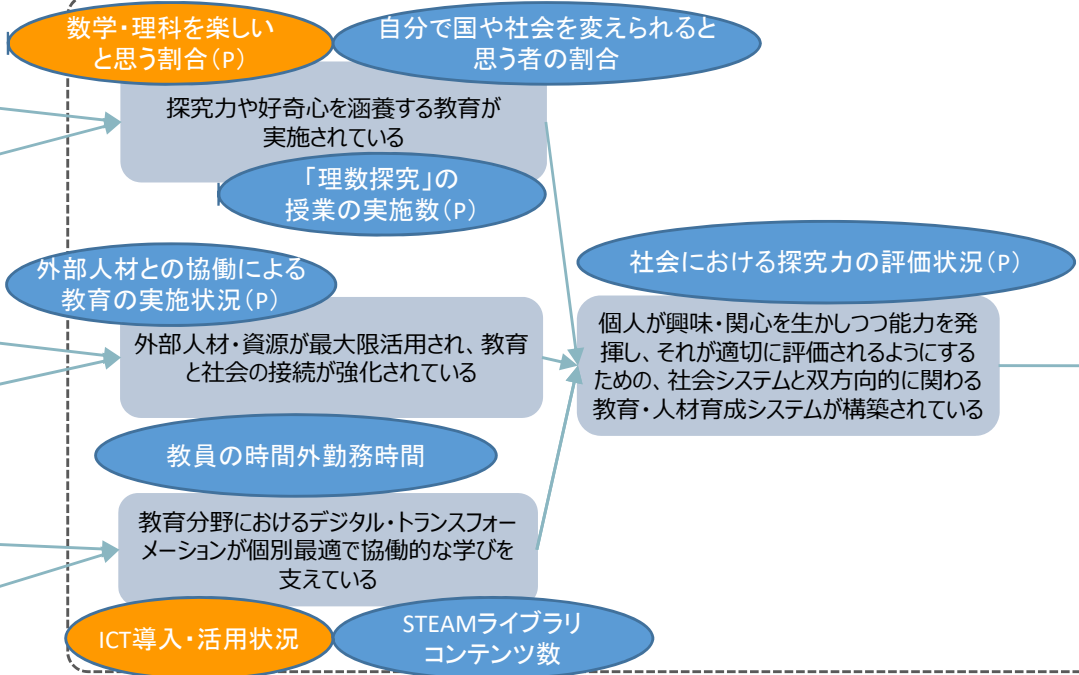 数学・理科を楽しい
と思う割合(P)
自分で国や社会を変えられると
思う者の割合
探究力や好奇心を涵養する教育が
実施されている
「理数探究」の
授業の実施数(P)
外部人材との協働による
教育の実施状況(P)
外部人材・資源が最大限活用され、教育
と社会の接続が強化されている
教員の時間外勤務時間
教育分野におけるデジタル・トランスフォー
メーションが個別最適で協働的な学びを
支えている
ICT導入・活用状況
STEAMライブラリ
コンテンツ数
社会における探究力の評価状況(P)
個人が興味・関心を生かしつつ能力を発
揮し、それが適切に評価されるようにする
ための、社会システムと双方向的に関わる
教育・人材育成システムが構築されている